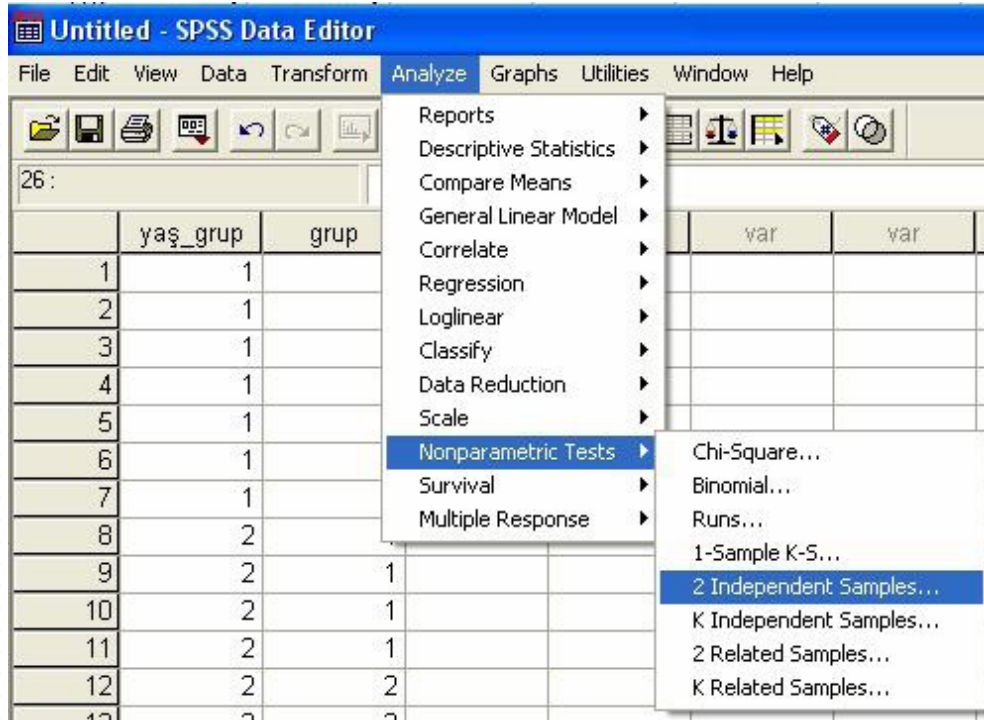 Untitled - SPSS Data Editor
File Edit View Data Transform Analyze Graphs Utilities Window Help
26 :
yaş_grup grup var var
Reports
Descriptive Statistics
Compare Means
General Linear Model
Correlate
Regression
Loglinear
Classify
Data Reduction
Scale
Nonparametric Tests
Survival
Multiple Response
Chi-Square...
Binomial...
Runs...
1-Sample K-S...
2 Independent Samples...
K Independent Samples...
2 Related Samples...
K Related Samples...
1 1
2 1
3 1
4 1
5 1
6 1
7 1
8 2
9 2 1
10 2 1
11 2 1
12 2 2